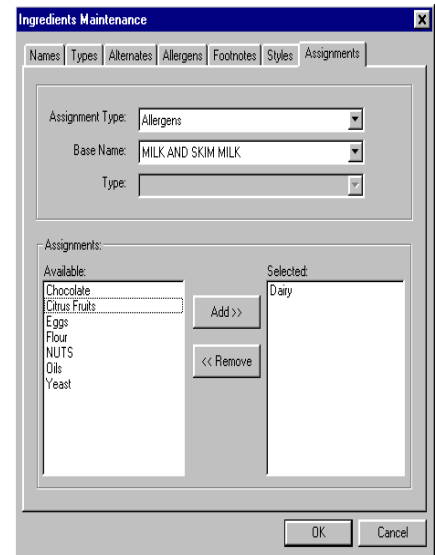 Ingredients Maintenance
Names Types Alternates Allergens Footnotes Styles Assignments
Assignment Type: Allergens
Base Name: MILK AND SKIM MILK
Type:
Assignments:
Available:
Chocolate
Citrus Fruits
Eggs
Flour
NUTS
Oils
Yeast
Add >>
<< Remove
Selected:
Dairy
OK Cancel